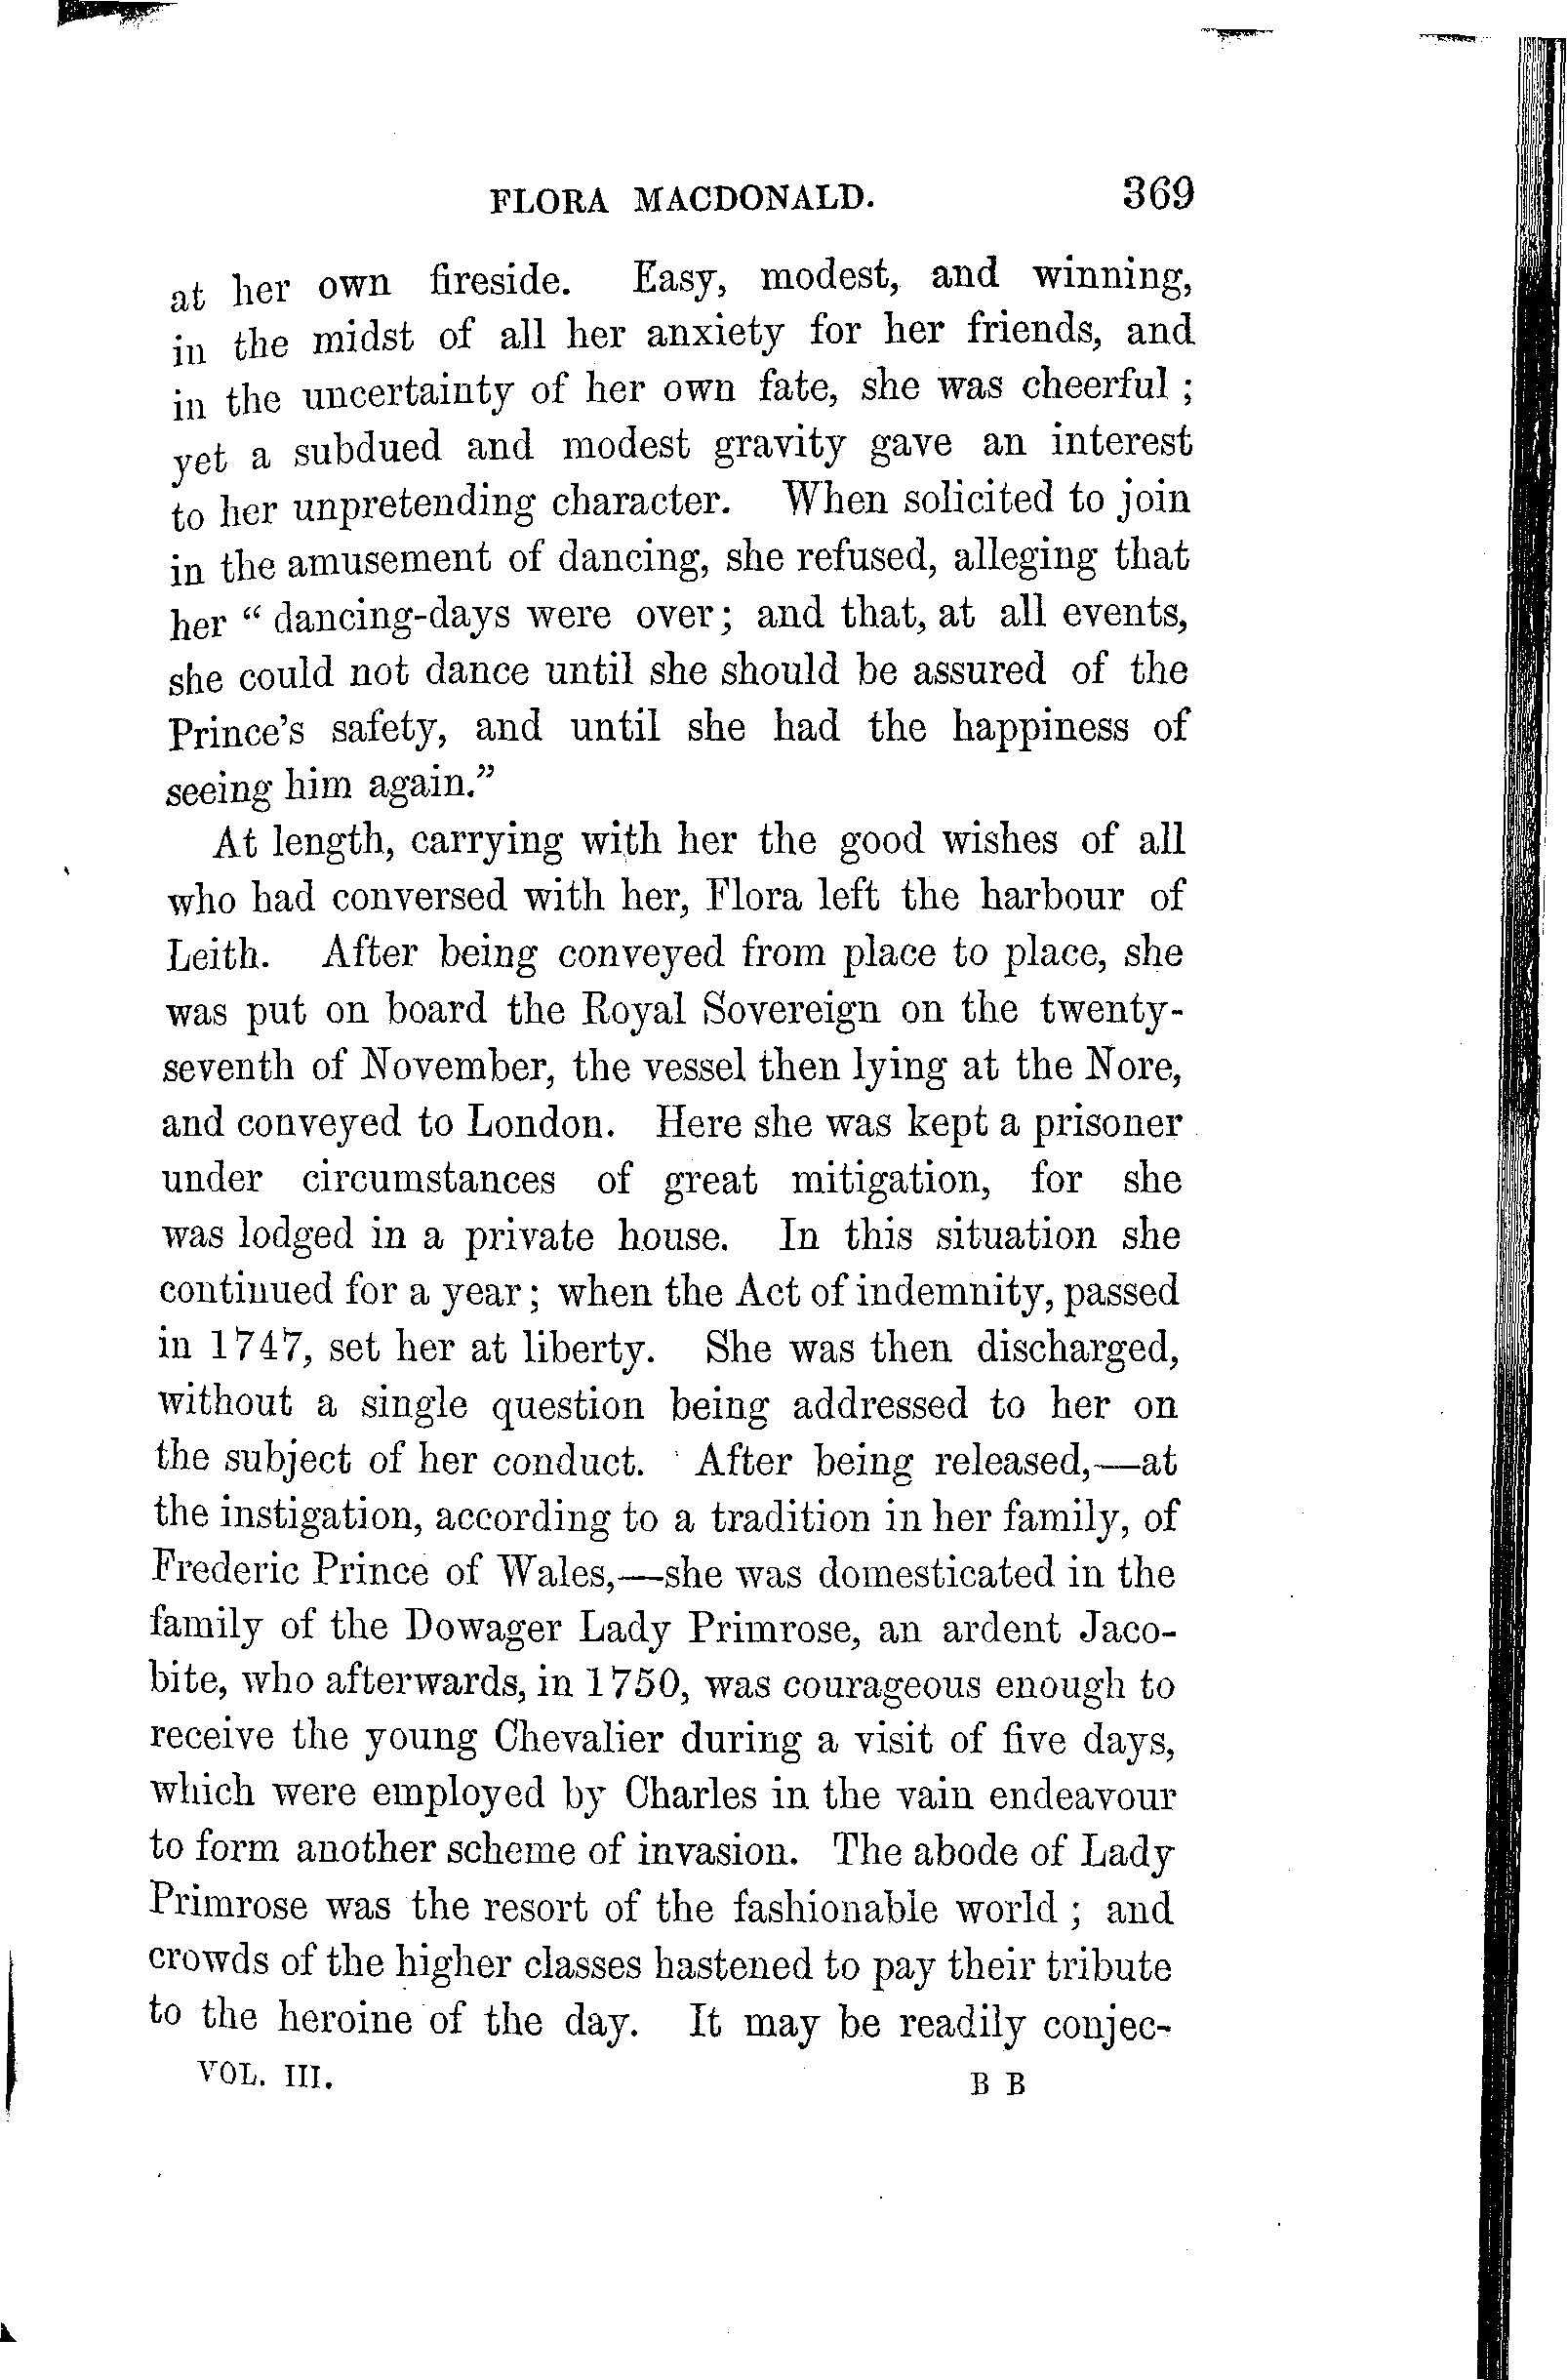 FLORA MACDONALD. 369
at her own fireside. Easy, modest, and winning,
in the midst of all her anxiety for her friends, and
in the uncertainty of her own fate, she was cheerful ;
yet a subdued and modest gravity gave an interest
to her unpretending character. When solicited to join
in the amusement of dancing, she refused, alleging that
her “ dancing-days were over; and that, at all events,
she could not dance until she should be assured of the
Prince’s safety, and until she had the happiness of
seeing him again.”
At length, carrying with her the good wishes of all
who had conversed with her, Flora left the harbour of
Leith. After being conveyed from place to place, she
was put on board the Royal Sovereign on the twenty-
seventh of November, the vessel then lying at the Nore,
and conveyed to London. Here she was kept a prisoner
under circumstances of great mitigation, for she
was lodged in a private house. In this situation she
continued for a year; when the Act of indemnity, passed
in 1747, set her at liberty. She was then discharged,
without a single question being addressed to her on
the subject of her conduct. After being released,—at
the instigation, according to a tradition in her family, of
Frederic Prince of Wales,—she was domesticated in the
family of the Dowager Lady Primrose, an ardent Jaco-
bite, who afterwards, in 1750, was courageous enough to
receive the young Chevalier during a visit of five days,
which were employed by Charles in the vain endeavour
to form another scheme of invasion. The abode of Lady
Primrose was the resort of the fashionable world ; and
crowds of the higher classes hastened to pay their tribute
to the heroine of the day. It may be readily conjec-
VOL. III. B B